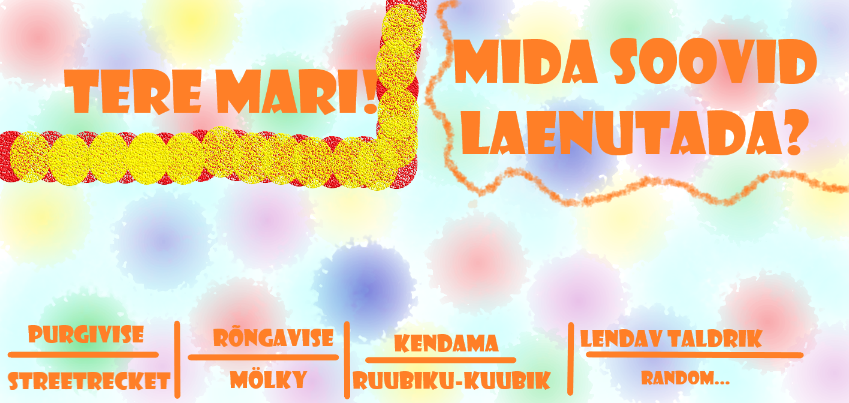 TERE MARI!
MIDA SOOVID
LAENUTADA?
PURGIVISE
STREETRECKET
RÕNGAVISE
MÖLKY
KENDAMA
RUUBIKU-KUUBIK
LENDAV TALDRIK
RANDOM...